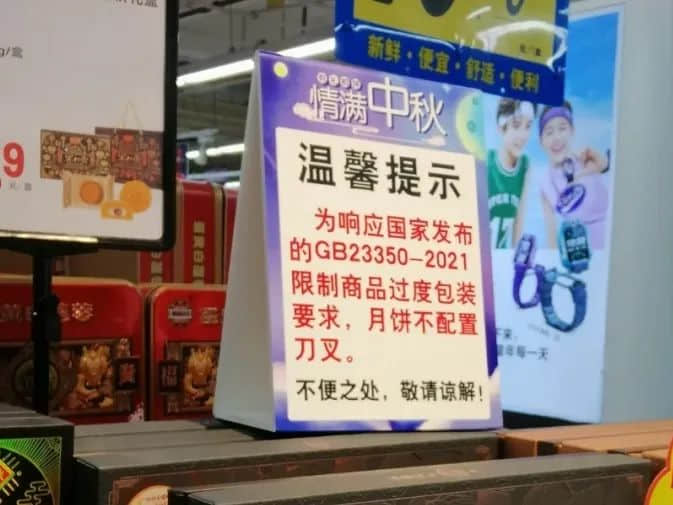 新鲜·便宜·舒适·便利
情满中秋
温馨提示
为响应国家发布
的GB23350-2021
限制商品过度包装
要求，月饼不配置
刀叉。
不便之处，敬请谅解！
g/盒
9